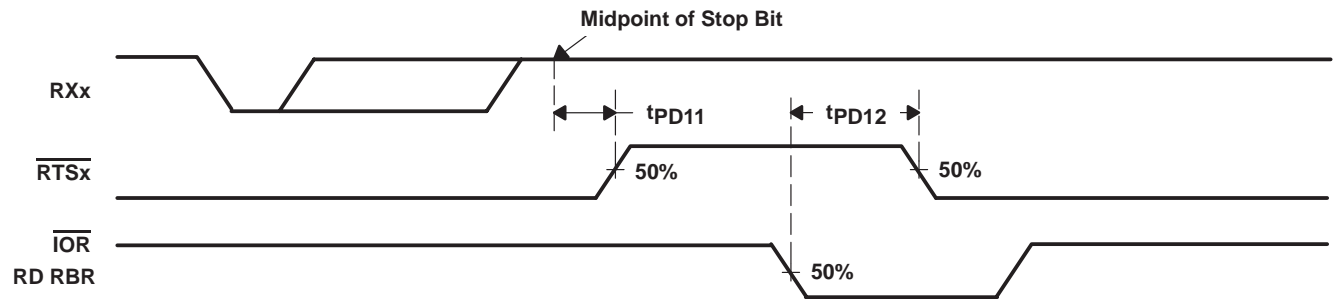 Midpoint of Stop Bit
RXx
tPD11
tPD12
RTSx
50%
50%
IOR
RD RBR
50%